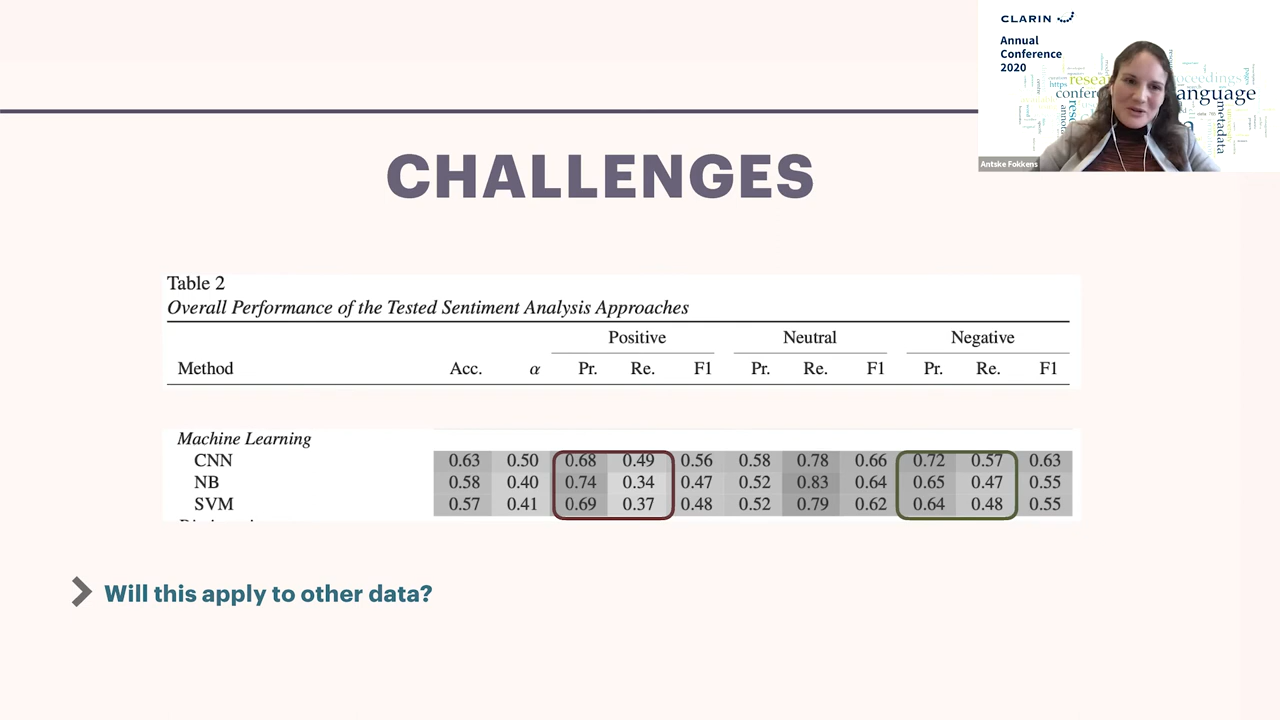 CLARIN
Annual
Conference
2020
Antske Fokkens
CHALLENGES
Table 2
Overall Performance of the Tested Sentiment Analysis Approaches
Positive Neutral Negative
Method Acc. α Pr. Re. F1 Pr. Re. F1 Pr. Re. F1
Machine Learning
CNN 0.63 0.50 0.68 0.49 0.56 0.58 0.78 0.66 0.72 0.57 0.63
NB 0.58 0.40 0.74 0.34 0.47 0.52 0.83 0.64 0.65 0.47 0.55
SVM 0.57 0.41 0.69 0.37 0.48 0.52 0.79 0.62 0.64 0.48 0.55
Will this apply to other data?